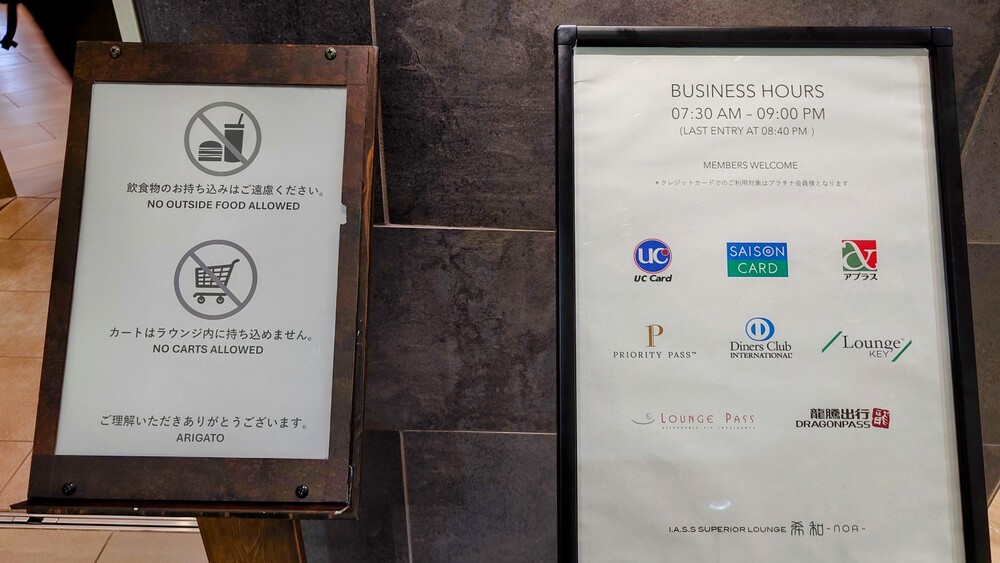 飲食物のお持ち込みはご遠慮ください。
NO OUTSIDE FOOD ALLOWED
カートはラウンジ内に持ち込めません。
NO CARTS ALLOWED
ご理解いただきありがとうございます。
ARIGATO
BUSINESS HOURS
07:30 AM – 09:00 PM
(LAST ENTRY AT 08:40 PM )
MEMBERS WELCOME
*クレジットカードでのご利用対象はプラチナ会員様となります
UC
UC Card
SAISON
CARD
アプラス
PRIORITY PASS™
Diners Club
INTERNATIONAL®
Lounge™
KEY
LOUNGE PASS
龍騰出行
DRAGONPASS
I.A.S.S SUPERIOR LOUNGE 希和 -NOA-